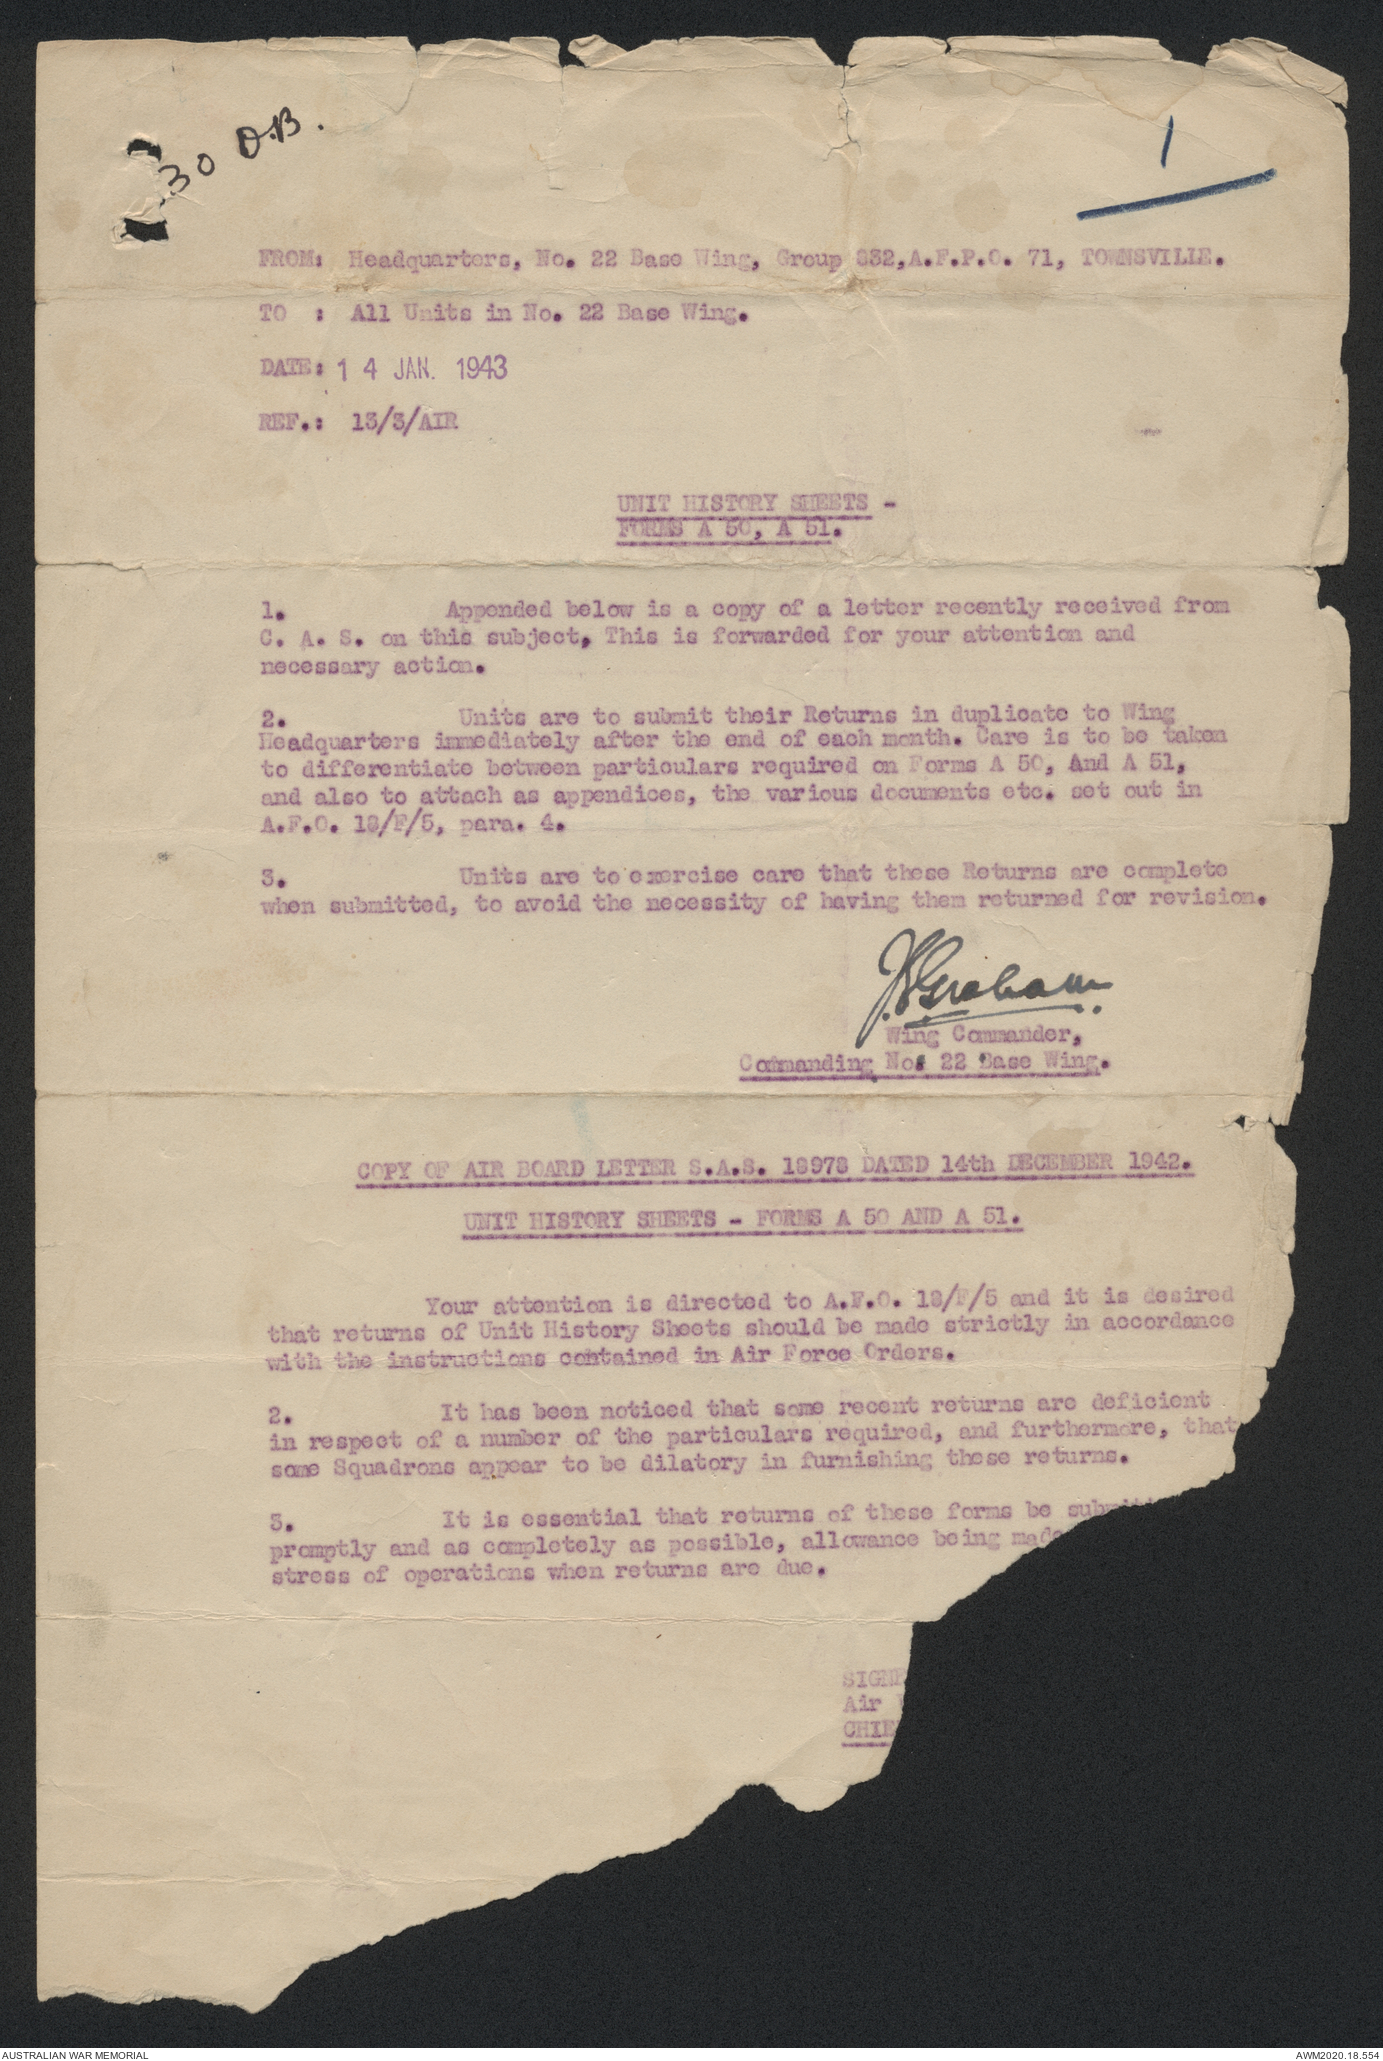 30 O.B.
1
FROM: Headquarters, No. 22 Base Wing, Group 832, A.F.P.O. 71, TOWNSVILLE.
TO : All Units in No. 22 Base Wing.
DATE: 14 JAN. 1943
REF.: 13/3/AIR
UNIT HISTORY SHEETS -
FORMS A 50, A 51.
1. Appended below is a copy of a letter recently received from
C. A. S. on this subject. This is forwarded for your attention and
necessary action.
2. Units are to submit their Returns in duplicate to Wing
Headquarters immediately after the end of each month. Care is to be taken
to differentiate between particulars required on Forms A 50, And A 51,
and also to attach as appendices, the various documents etc. set out in
A.F.O. 18/F/5, para. 4.
3. Units are to exercise care that these Returns are complete
when submitted, to avoid the necessity of having them returned for revision.
Graham
Wing Commander,
Commanding No. 22 Base Wing.
COPY OF AIR BOARD LETTER S.A.S. 18978 DATED 14th DECEMBER 1942.
UNIT HISTORY SHEETS - FORMS A 50 AND A 51.
Your attention is directed to A.F.O. 18/F/5 and it is desired
that returns of Unit History Sheets should be made strictly in accordance
with the instructions contained in Air Force Orders.
2. It has been noticed that some recent returns are deficient
in respect of a number of the particulars required, and furthermore, that
some Squadrons appear to be dilatory in furnishing these returns.
3. It is essential that returns of these forms be submit
promptly and as completely as possible, allowance being made
stress of operations when returns are due.
SIGNE
Air
CHIE
AUSTRALIAN WAR MEMORIAL
AWM2020.18.554